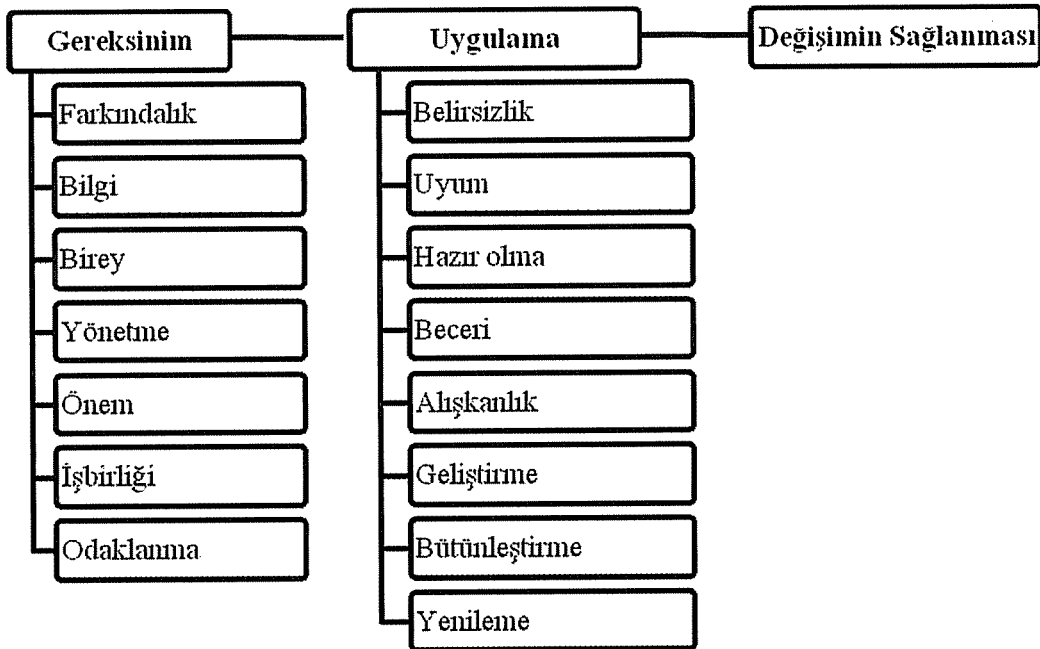 Gereksinim
Uygulama
Değişimin Sağlanması
Farkındalık
Bilgi
Birey
Yönetme
Önem
İşbirliği
Odaklanma
Belirsizlik
Uyum
Hazır olma
Beceri
Alışkanlık
Geliştirme
Bütünleştirme
Yenileme